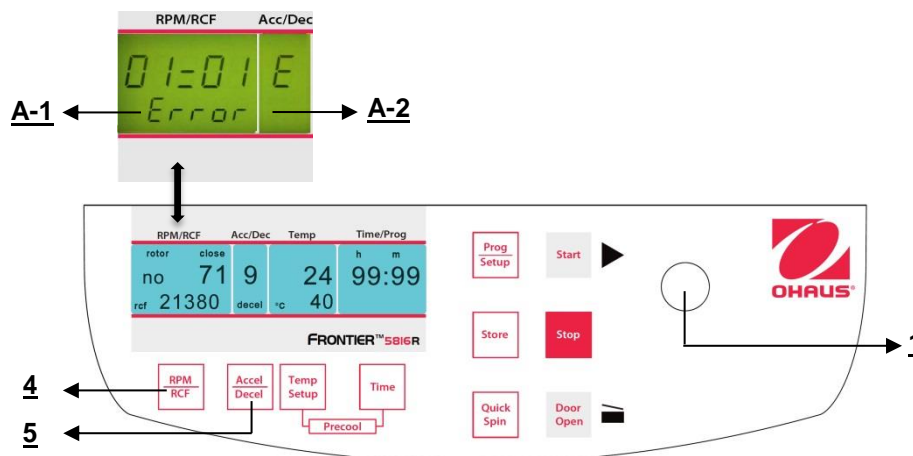 RPM/RCF Acc/Dec
01=01 E
Error
A-1
A-2
RPM/RCF Acc/Dec Temp Time/Prog
rotor close h m
no 71 9 24 99:99
rcf 21380 decel °C 40
FRONTIER™ 5816R
RPM
RCF
Accel
Decel
Temp
Setup
Time
Precool
Prog
Setup
Start
Store
Stop
Quick
Spin
Door
Open
OHAUS®
1
4
5